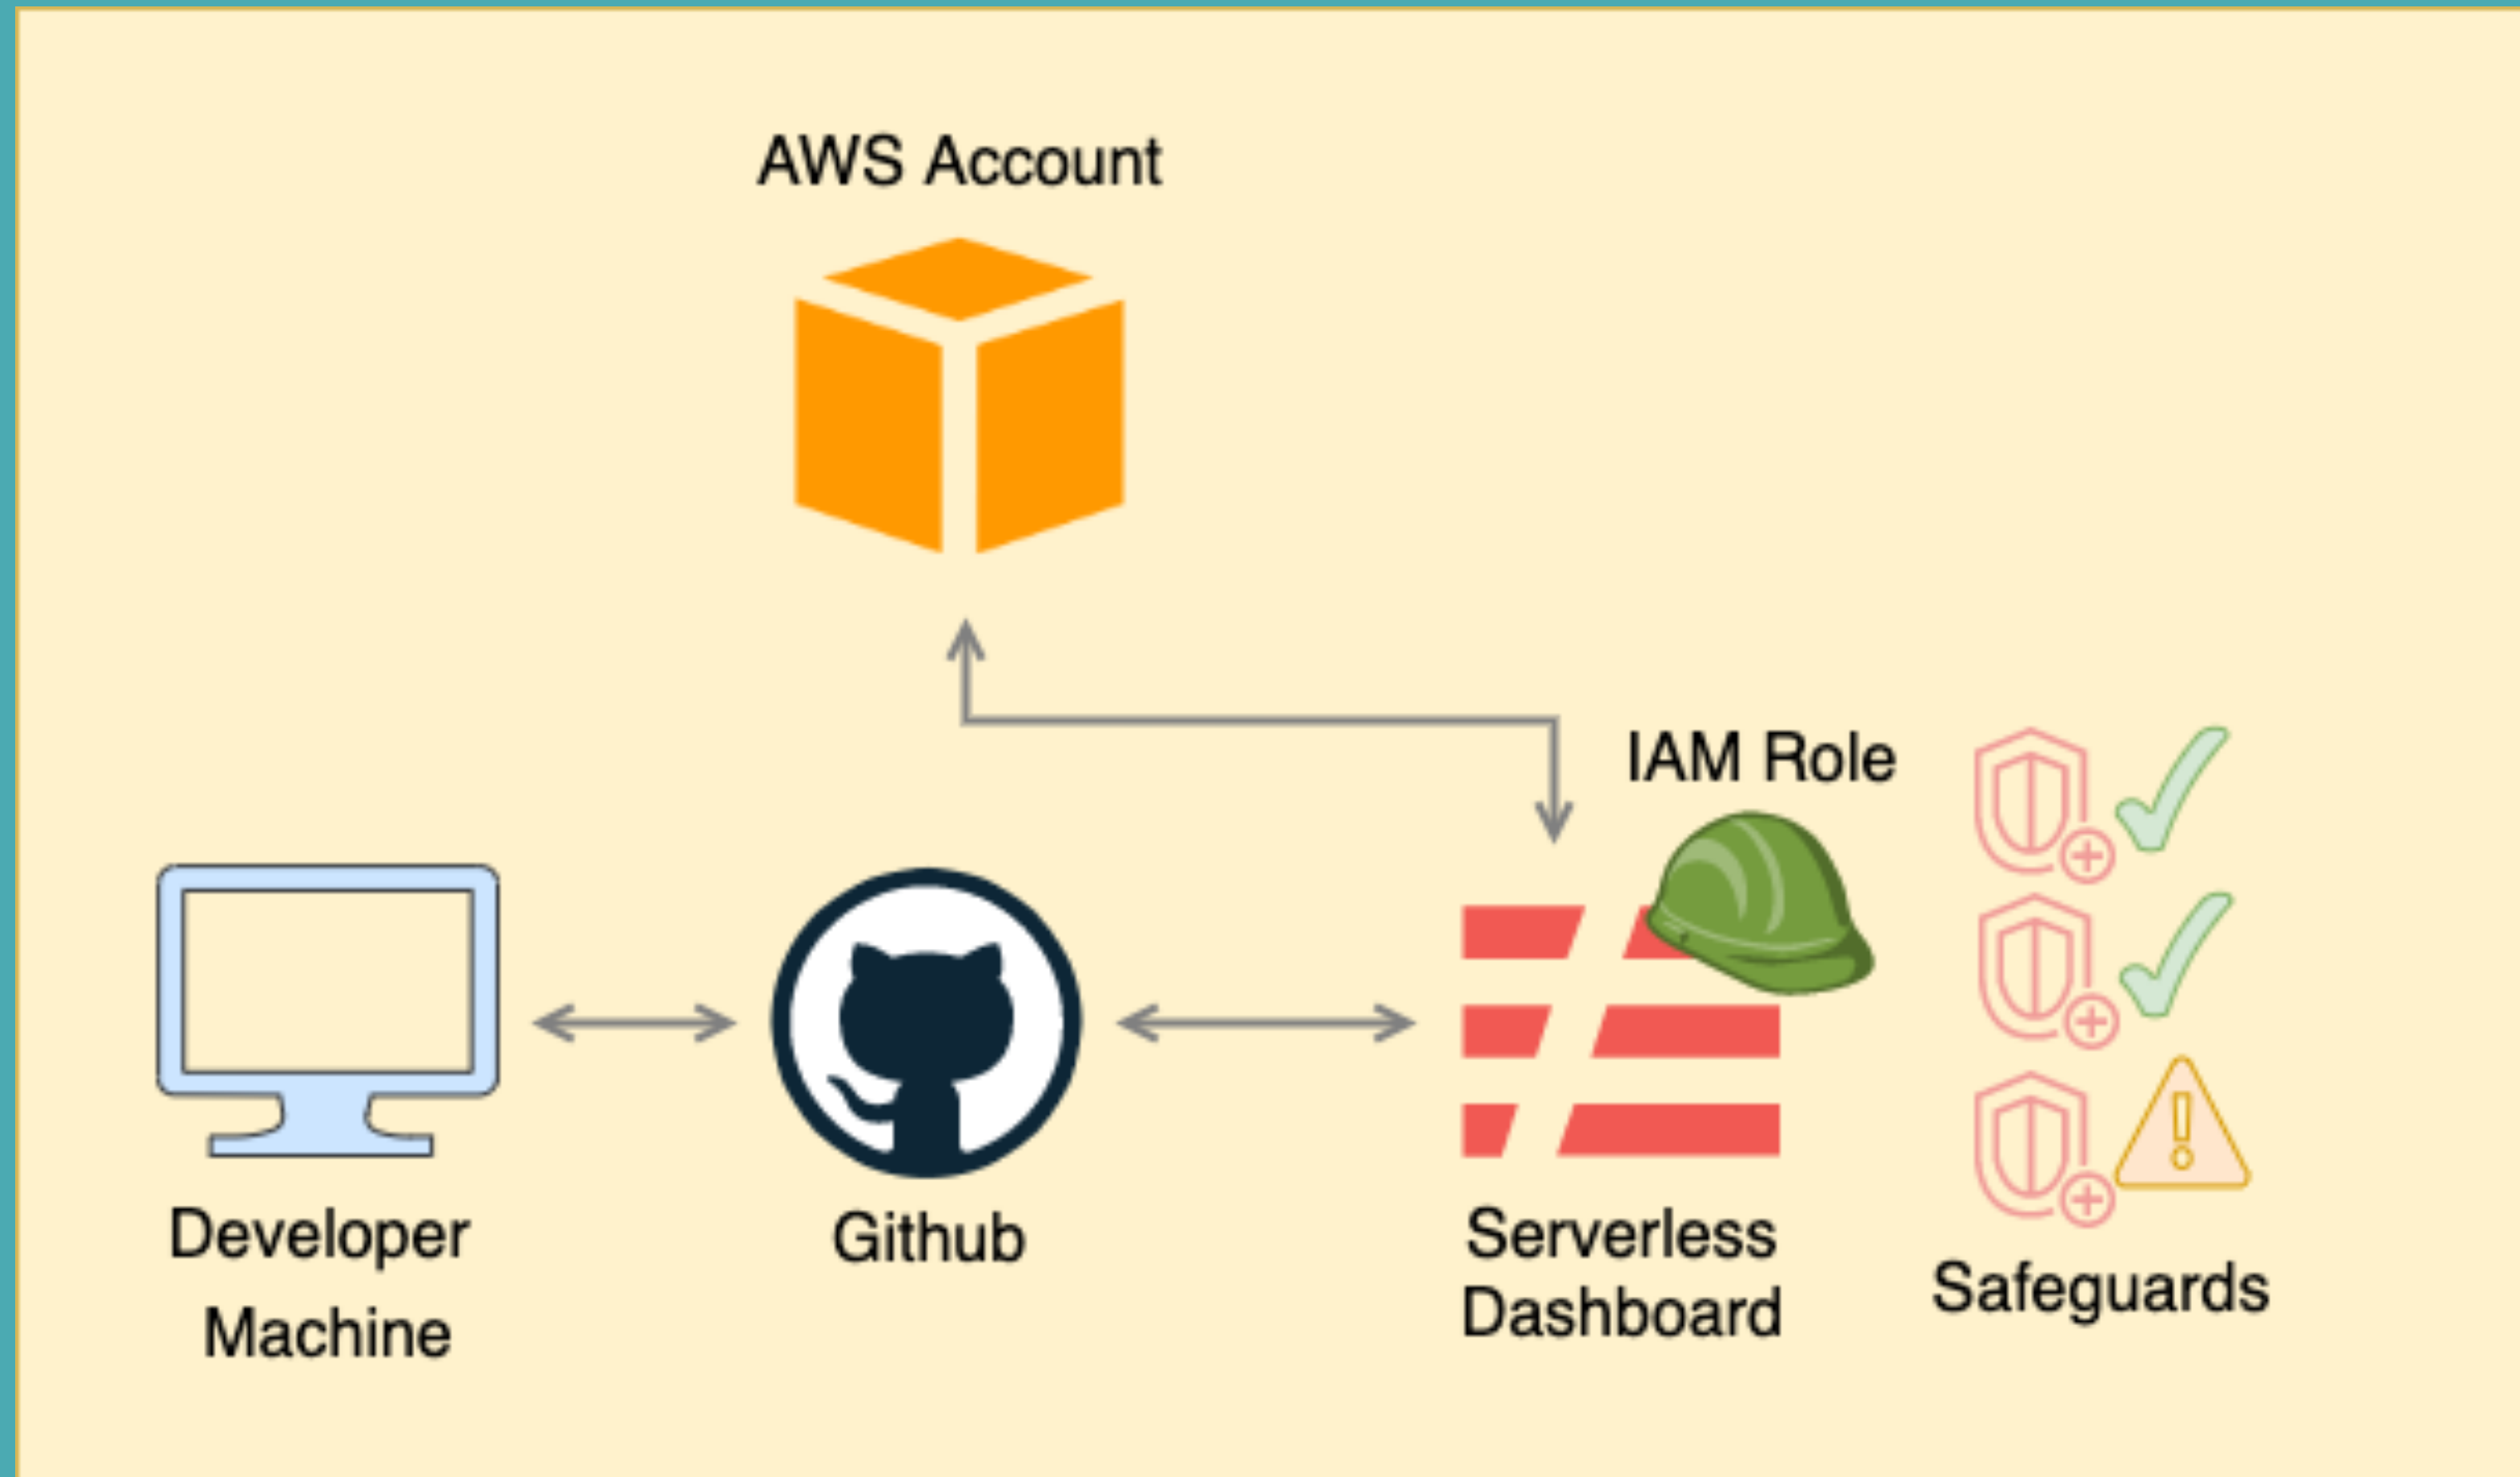 AWS Account
IAM Role
Developer
Machine
Github
Serverless
Dashboard
Safeguards